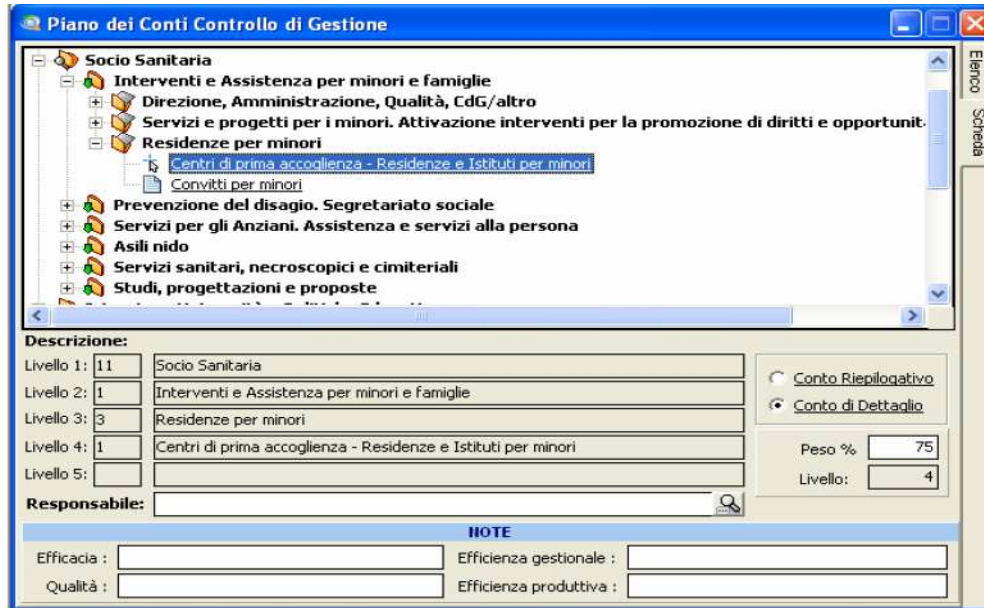 Piano dei Conti Controllo di Gestione
Elenco
Scheda
Socio Sanitaria
Interventi e Assistenza per minori e famiglie
Direzione, Amministrazione, Qualità, CdG/altro
Servizi e progetti per i minori. Attivazione interventi per la promozione di diritti e opportunit
Residenze per minori
Centri di prima accoglienza - Residenze e Istituti per minori
Convitti per minori
Prevenzione del disagio. Segretariato sociale
Servizi per gli Anziani. Assistenza e servizi alla persona
Asili nido
Servizi sanitari, necroscopici e cimiteriali
Studi, progettazioni e proposte
Descrizione:
Livello 1: 11 Socio Sanitaria
Livello 2: 1 Interventi e Assistenza per minori e famiglie
Livello 3: 3 Residenze per minori
Livello 4: 1 Centri di prima accoglienza - Residenze e Istituti per minori
Livello 5:
Conto Riepilogativo
Conto di Dettaglio
Peso % 75
Livello: 4
Responsabile:
NOTE
Efficacia : Efficienza gestionale :
Qualità : Efficienza produttiva :